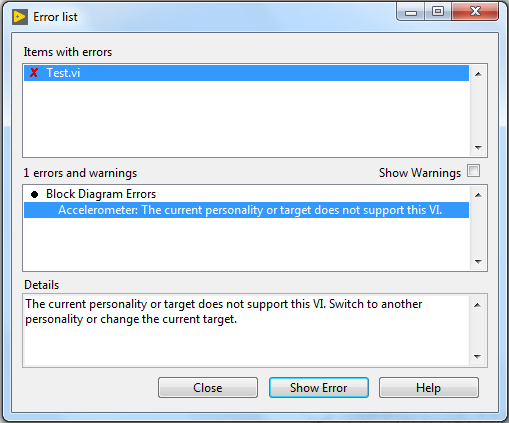 Error list
Items with errors
Test.vi
1 errors and warnings
Show Warnings
Block Diagram Errors
Accelerometer: The current personality or target does not support this VI.
Details
The current personality or target does not support this VI. Switch to another
personality or change the current target.
Close
Show Error
Help